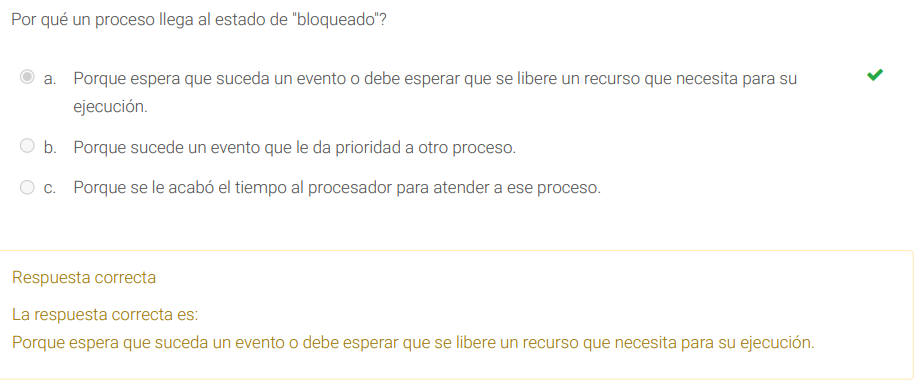 Por qué un proceso llega al estado de "bloqueado"?
a. Porque espera que suceda un evento o debe esperar que se libere un recurso que necesita para su
ejecución.
b. Porque sucede un evento que le da prioridad a otro proceso.
c. Porque se le acabó el tiempo al procesador para atender a ese proceso.
Respuesta correcta
La respuesta correcta es:
Porque espera que suceda un evento o debe esperar que se libere un recurso que necesita para su ejecución.